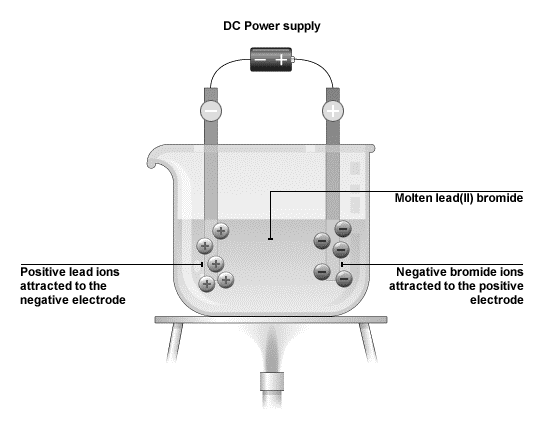 DC Power supply
− +
− +
Molten lead(II) bromide
+ −
+ −
+ −
+ −
+ −
Positive lead ions
attracted to the
negative electrode
Negative bromide ions
attracted to the positive
electrode